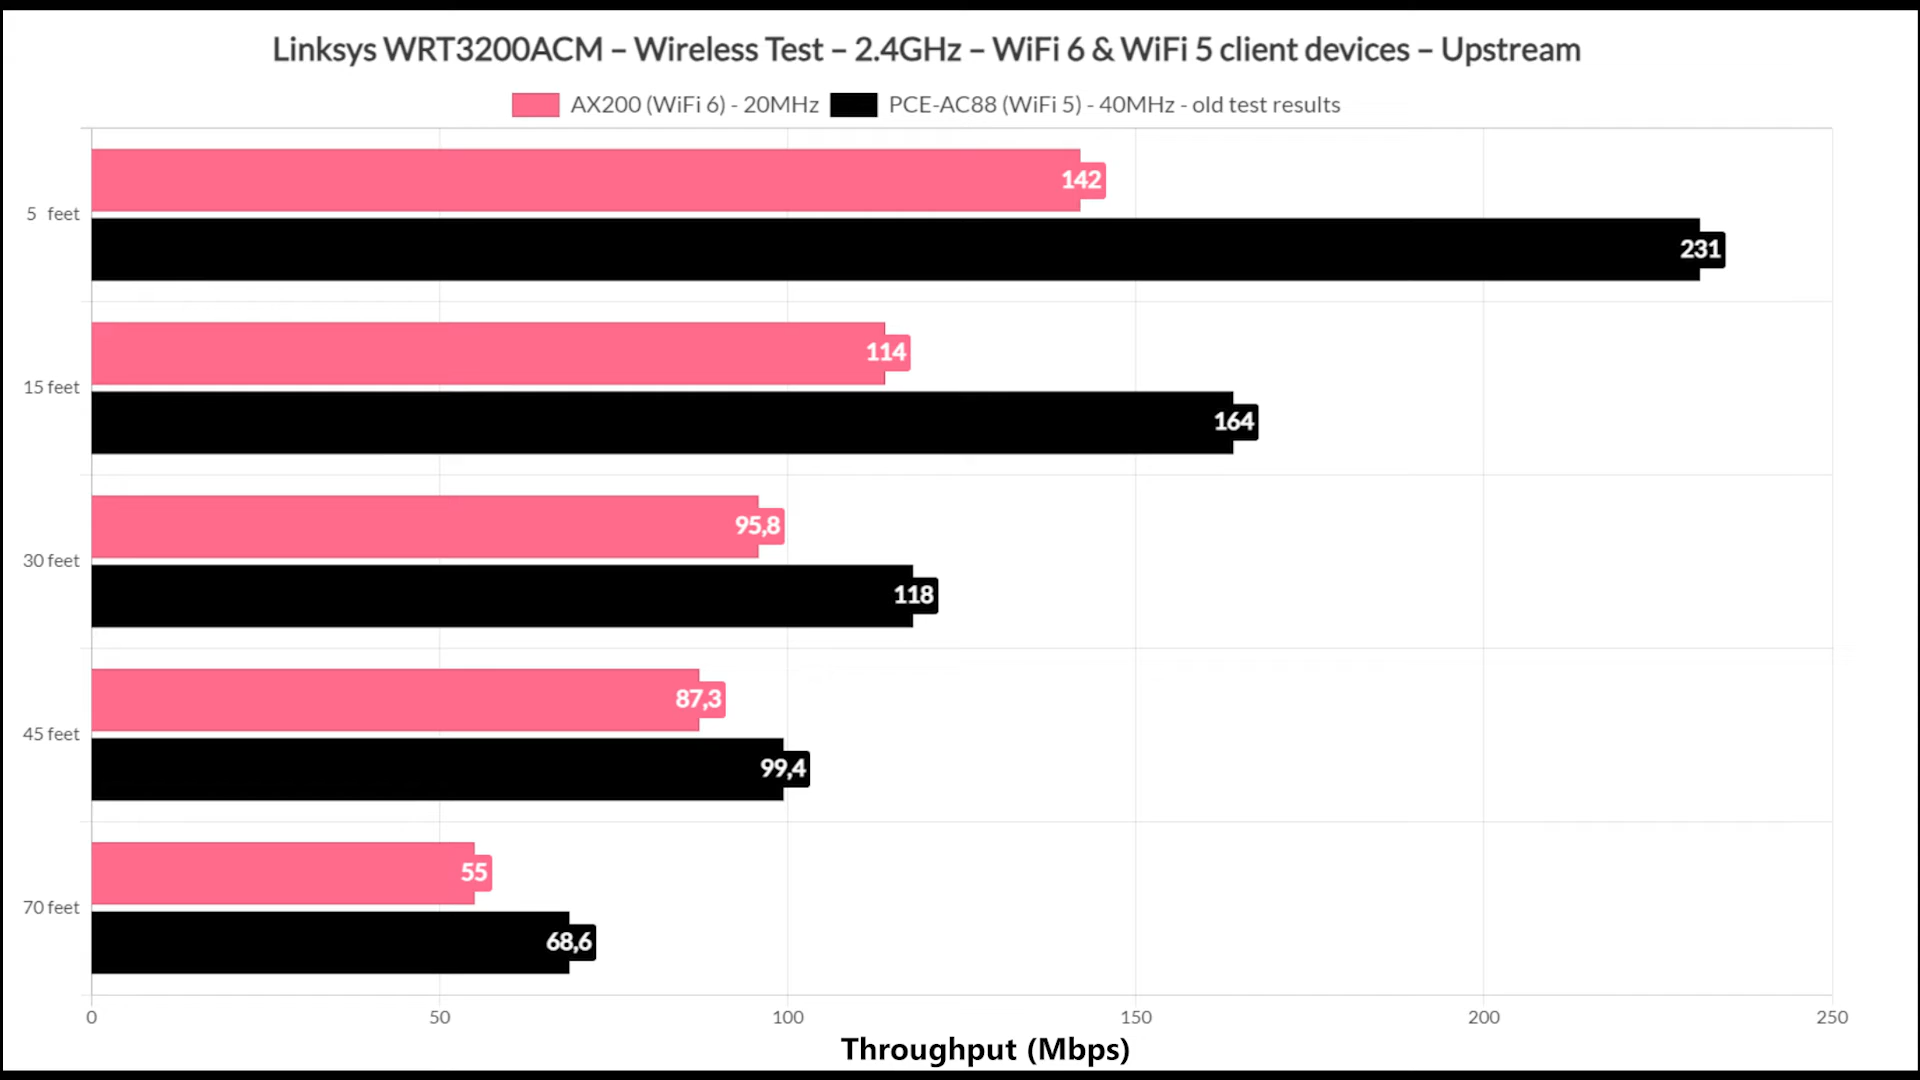 Linksys WRT3200ACM – Wireless Test – 2.4GHz – WiFi 6 & WiFi 5 client devices – Upstream
AX200 (WiFi 6) - 20MHz PCE-AC88 (WiFi 5) - 40MHz - old test results
142
5 feet
231
114
15 feet
164
95,8
30 feet
118
87,3
45 feet
99,4
55
70 feet
68,6
0 50 100 150 200 250
Throughput (Mbps)